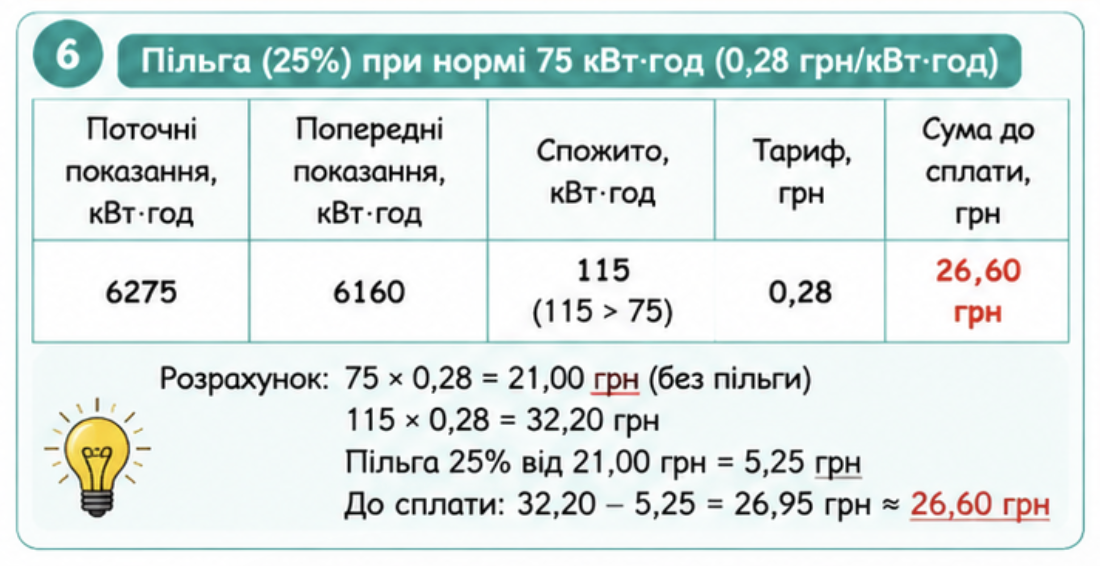 6
Пільга (25%) при нормі 75 кВт·год (0,28 грн/кВт·год)
Поточні
показання,
кВт·год
Попередні
показання,
кВт·год
Спожито,
кВт·год
Тариф,
грн
Сума до
сплати,
грн
6275
6160
115
(115 > 75)
0,28
26,60
грн
Розрахунок: 75 × 0,28 = 21,00 грн (без пільги)
115 × 0,28 = 32,20 грн
Пільга 25% від 21,00 грн = 5,25 грн
До сплати: 32,20 – 5,25 = 26,95 грн ≈ 26,60 грн